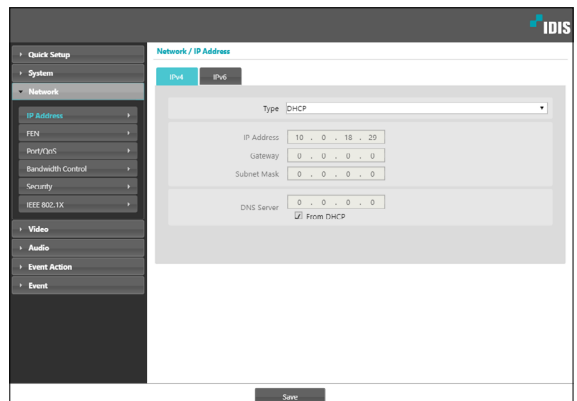 IDIS
Quick Setup
System
Network
IP Address
FEN
Port/QoS
Bandwidth Control
Security
IEEE 802.1X
Video
Audio
Event Action
Event
Network / IP Address
IPv4 IPv6
Type DHCP
IP Address 10 . 0 . 18 . 29
Gateway 0 . 0 . 0 . 0
Subnet Mask 0 . 0 . 0 . 0
DNS Server 0 . 0 . 0 . 0
From DHCP
Save